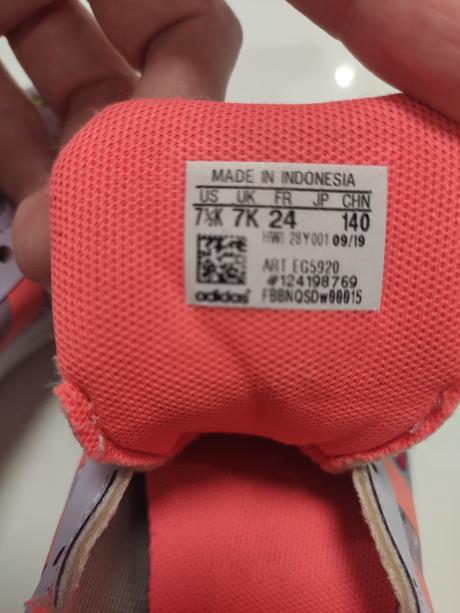 MADE IN INDONESIA
US UK FR JP CHN
7½K 7K 24 140
HWI 28Y001 09/19
ART EG5920
#124198769
adidas FBBNQSDw00015